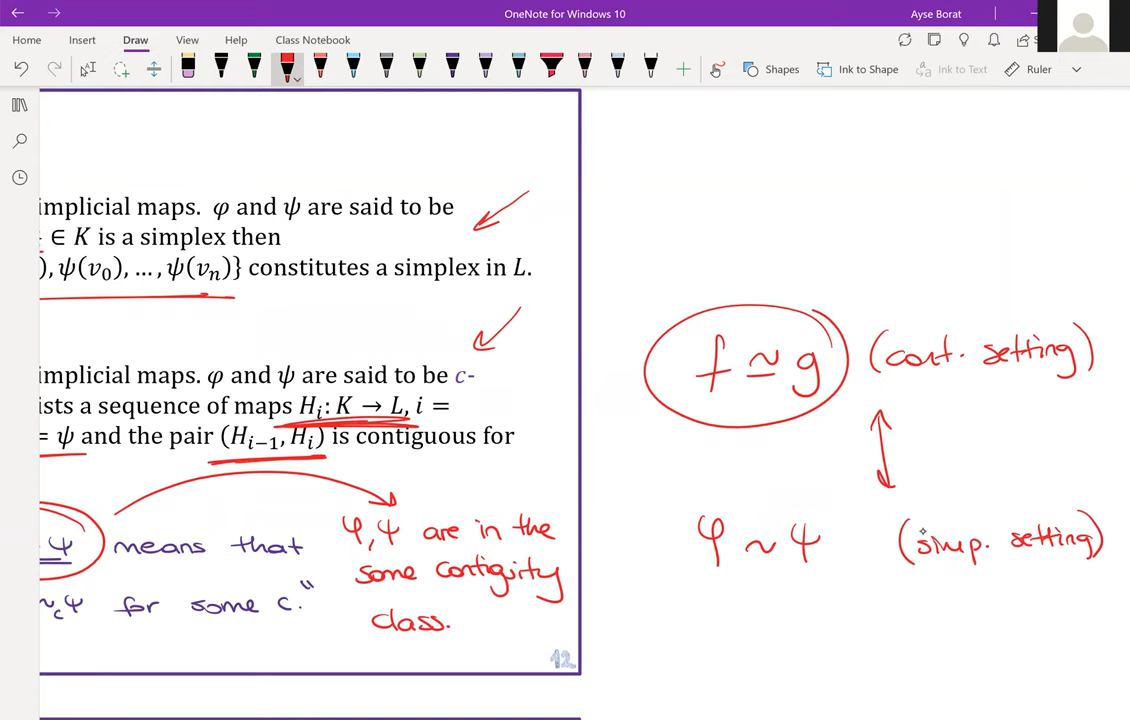 OneNote for Windows 10
Ayse Borat
Home Insert Draw View Help Class Notebook
Shapes Ink to Shape Ink to Text Ruler
implicial maps. φ and ψ are said to be
∈ K is a simplex then
), ψ(v₀), … , ψ(vₙ)} constitutes a simplex in L.
implicial maps. φ and ψ are said to be c-
ists a sequence of maps Hᵢ: K → L, i =
= ψ and the pair (Hᵢ₋₁, Hᵢ) is contiguous for
ψ means that
~c ψ for some c."
φ, ψ are in the
same contiguity
class.
12
f ≃ g (cont. setting)
φ ~ ψ (simp. setting)